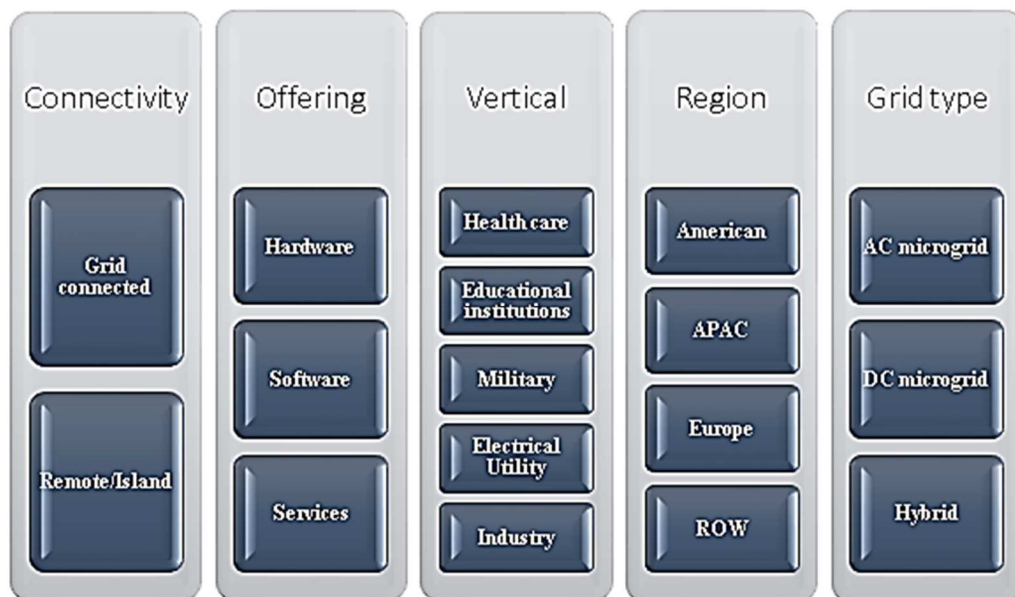 Connectivity
Grid
connected
Remote/Island
Offering
Hardware
Software
Services
Vertical
Health care
Educational
institutions
Military
Electrical
Utility
Industry
Region
American
APAC
Europe
ROW
Grid type
AC microgrid
DC microgrid
Hybrid